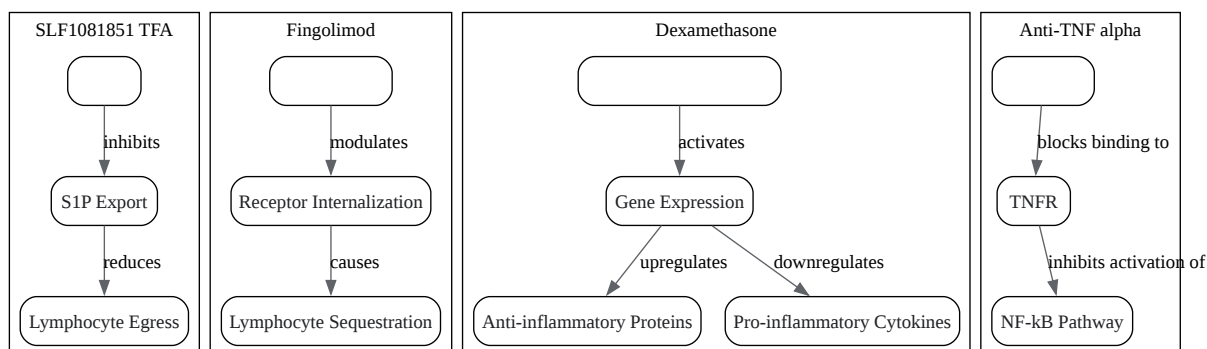 SLF1081851 TFA
inhibits
S1P Export
reduces
Lymphocyte Egress
Fingolimod
modulates
Receptor Internalization
causes
Lymphocyte Sequestration
Dexamethasone
activates
Gene Expression
upregulates
downregulates
Anti-inflammatory Proteins
Pro-inflammatory Cytokines
Anti-TNF alpha
blocks binding to
TNFR
inhibits activation of
NF-kB Pathway